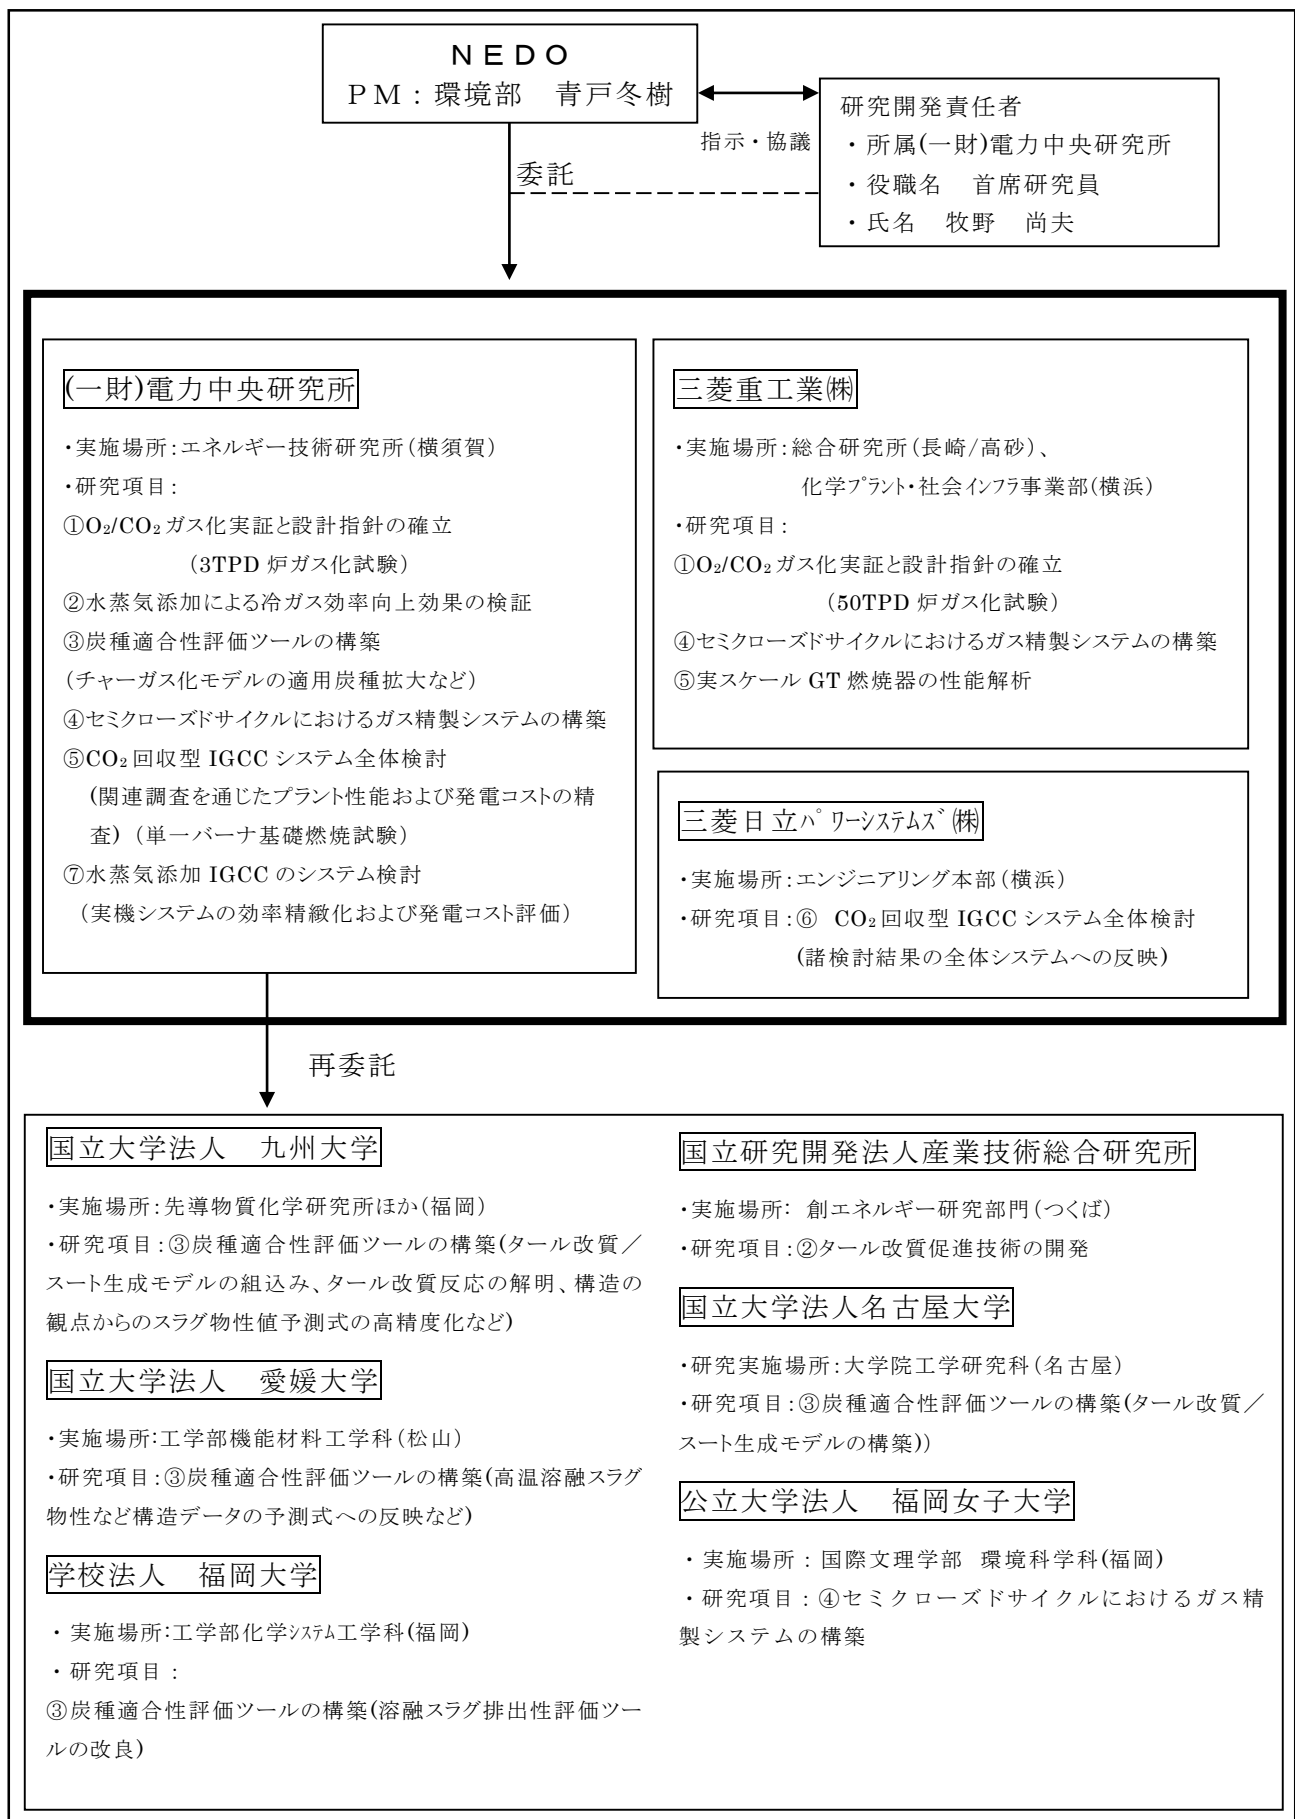 ＮＥＤＯ
ＰＭ：環境部　青戸冬樹
指示・協議
研究開発責任者
・所属(一財)電力中央研究所
・役職名　首席研究員
・氏名　牧野　尚夫
委託
(一財)電力中央研究所
・実施場所：エネルギー技術研究所（横須賀）
・研究項目：
①O₂/CO₂ ガス化実証と設計指針の確立
（3TPD 炉ガス化試験）
②水蒸気添加による冷ガス効率向上効果の検証
③炭種適合性評価ツールの構築
（チャーガス化モデルの適用炭種拡大など）
④セミクローズドサイクルにおけるガス精製システムの構築
⑤CO₂ 回収型 IGCC システム全体検討
(関連調査を通じたプラント性能および発電コストの精
査)（単一バーナ基礎燃焼試験）
⑦水蒸気添加 IGCC のシステム検討
（実機システムの効率精緻化および発電コスト評価）
三菱重工業㈱
・実施場所：総合研究所（長崎/高砂）、
化学ﾌﾟﾗﾝﾄ・社会ｲﾝﾌﾗ事業部(横浜）
・研究項目：
①O₂/CO₂ ガス化実証と設計指針の確立
（50TPD 炉ガス化試験）
④セミクローズドサイクルにおけるガス精製システムの構築
⑤実スケール GT 燃焼器の性能解析
三菱日立ﾊﾟﾜｰｼｽﾃﾑｽﾞ㈱
・実施場所：エンジニアリング本部（横浜）
・研究項目：⑥　CO₂ 回収型 IGCC システム全体検討
(諸検討結果の全体システムへの反映）
再委託
国立大学法人　九州大学
・実施場所：先導物質化学研究所ほか（福岡）
・研究項目：③炭種適合性評価ツールの構築(タール改質／
スート生成モデルの組込み、タール改質反応の解明、構造の
観点からのスラグ物性値予測式の高精度化など)
国立大学法人　愛媛大学
・実施場所：工学部機能材料工学科（松山）
・研究項目：③炭種適合性評価ツールの構築(高温溶融スラグ
物性など構造データの予測式への反映など)
学校法人　福岡大学
・実施場所：工学部化学ｼｽﾃﾑ工学科(福岡）
・研究項目：
③炭種適合性評価ツールの構築(溶融スラグ排出性評価ツー
ルの改良）
国立研究開発法人産業技術総合研究所
・実施場所：　創エネルギー研究部門（つくば）
・研究項目：②タール改質促進技術の開発
国立大学法人名古屋大学
・研究実施場所：大学院工学研究科（名古屋）
・研究項目：③炭種適合性評価ツールの構築(タール改質／
スート生成モデルの構築)）
公立大学法人　福岡女子大学
・実施場所：国際文理学部　環境科学科(福岡）
・研究項目：④セミクローズドサイクルにおけるガス精
製システムの構築